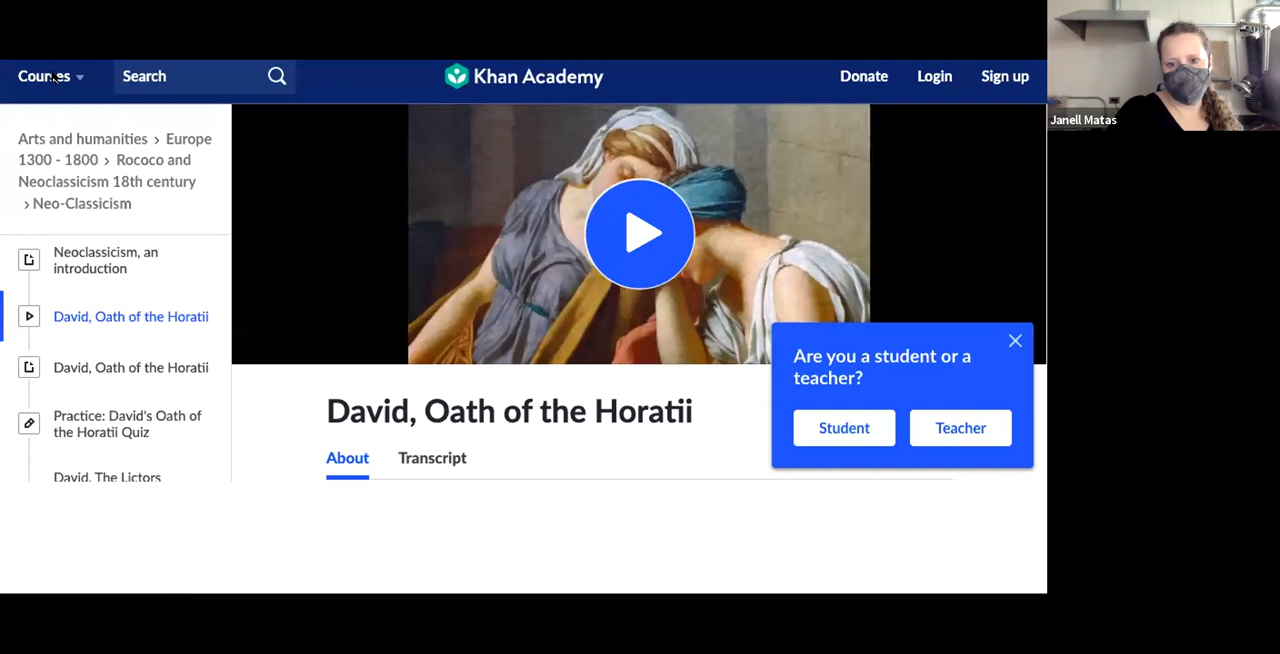 Courses
Search
Khan Academy
Donate
Login
Sign up
Janell Matas
Arts and humanities › Europe
1300 - 1800 › Rococo and
Neoclassicism 18th century
› Neo-Classicism
Neoclassicism, an
introduction
David, Oath of the Horatii
David, Oath of the Horatii
Practice: David's Oath of
the Horatii Quiz
David, The Lictors
Are you a student or a
teacher?
Student
Teacher
David, Oath of the Horatii
About
Transcript